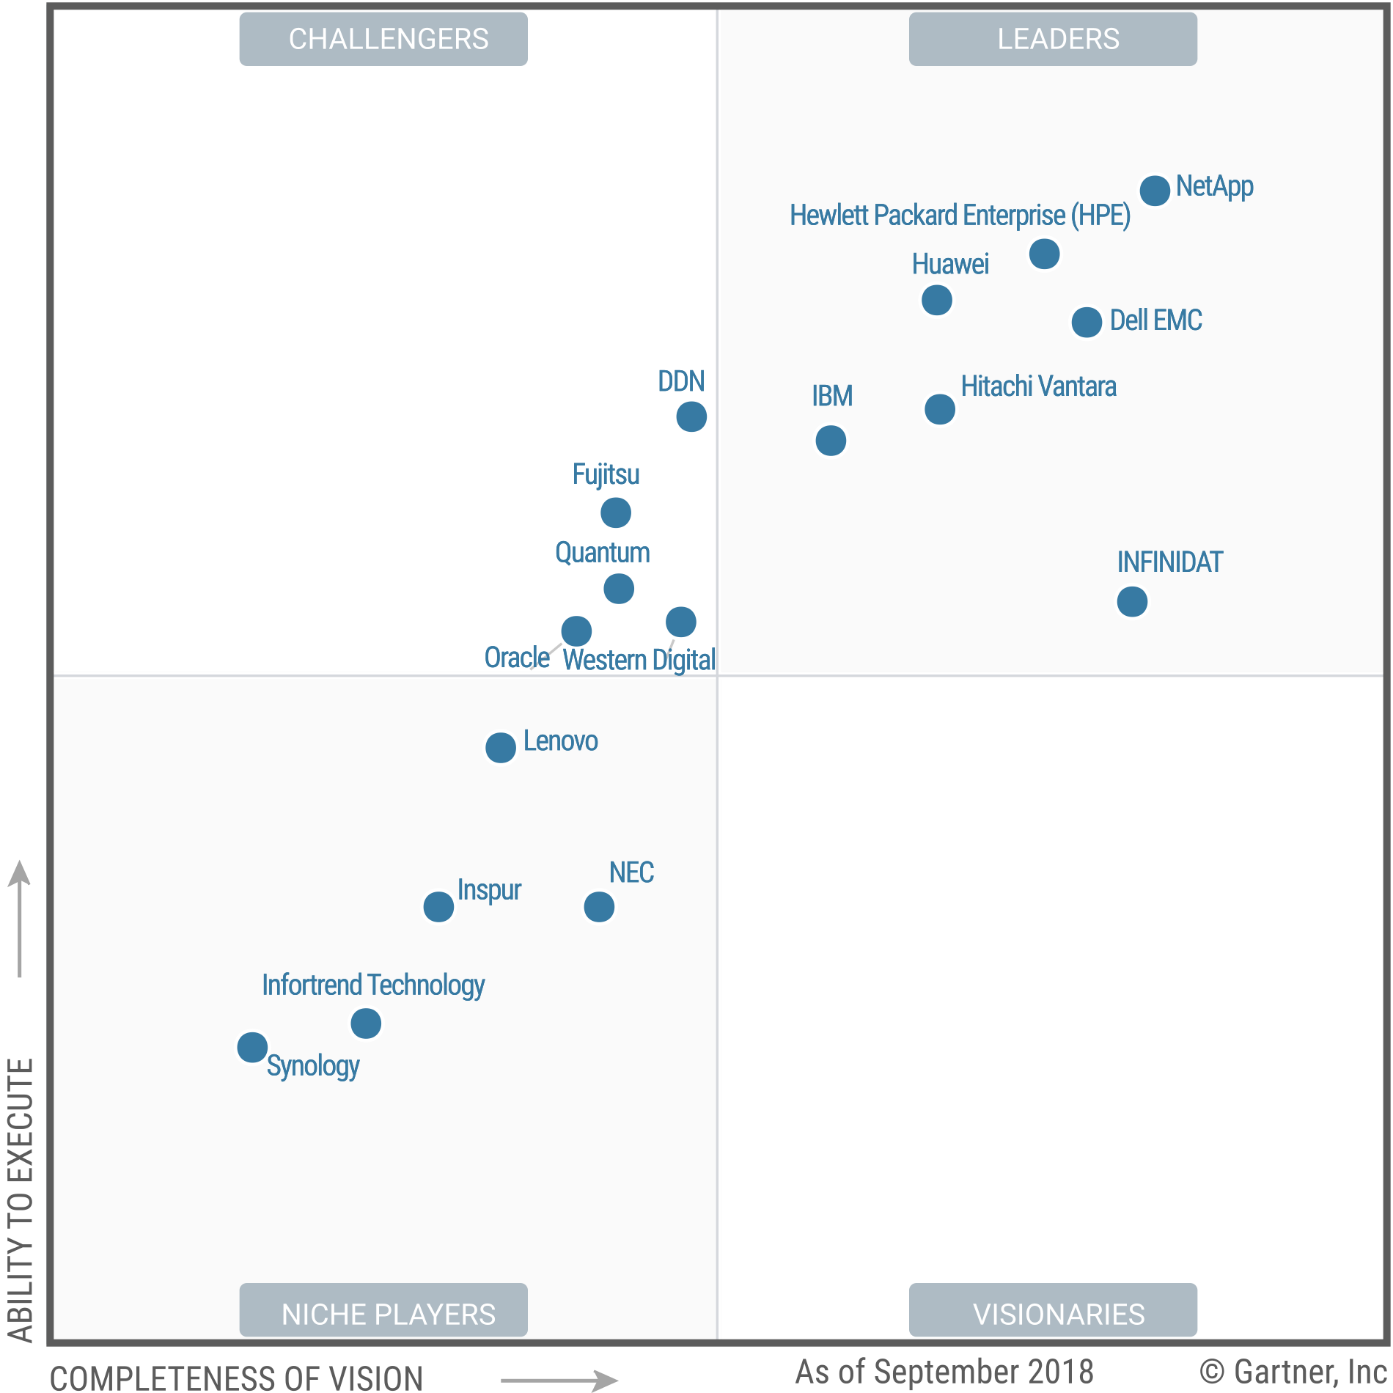 CHALLENGERS
LEADERS
NetApp
Hewlett Packard Enterprise (HPE)
Huawei
Dell EMC
DDN
IBM
Hitachi Vantara
Fujitsu
Quantum
INFINIDAT
Oracle
Western Digital
Lenovo
NEC
Inspur
Infortrend Technology
Synology
ABILITY TO EXECUTE
NICHE PLAYERS
VISIONARIES
COMPLETENESS OF VISION
As of September 2018
© Gartner, Inc